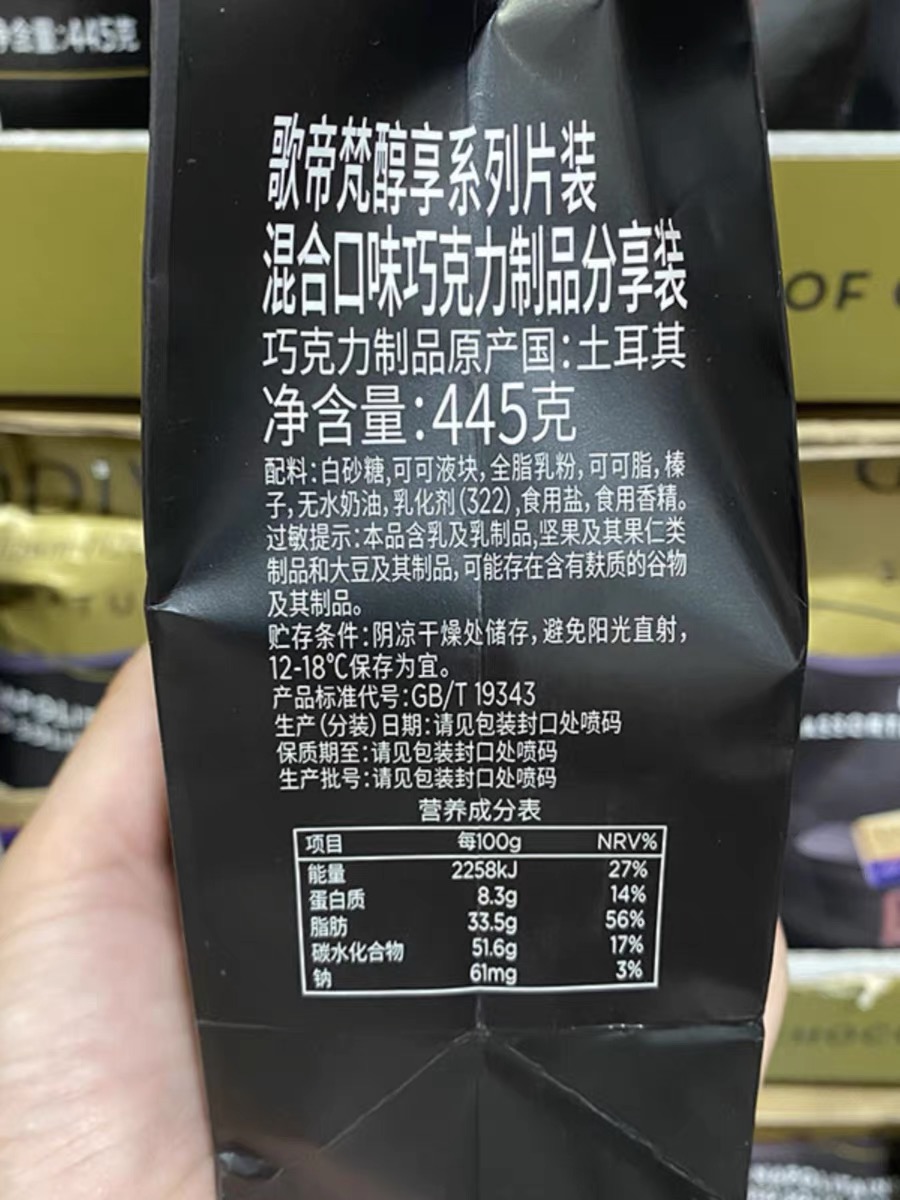 净含量:445克
歌帝梵醇享系列片装
混合口味巧克力制品分享装
巧克力制品原产国:土耳其
净含量:445克
配料:白砂糖,可可液块,全脂乳粉,可可脂,榛
子,无水奶油,乳化剂(322),食用盐,食用香精。
过敏提示:本品含乳及乳制品,坚果及其果仁类
制品和大豆及其制品,可能存在含有麸质的谷物
及其制品。
贮存条件:阴凉干燥处储存,避免阳光直射,
12-18℃保存为宜。
产品标准代号:GB/T 19343
生产(分装)日期:请见包装封口处喷码
保质期至:请见包装封口处喷码
生产批号:请见包装封口处喷码
营养成分表
项目 每100g NRV%
能量 2258kJ 27%
蛋白质 8.3g 14%
脂肪 33.5g 56%
碳水化合物 51.6g 17%
钠 61mg 3%
OF